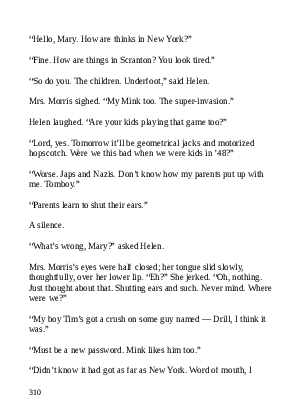 “Hello, Mary. How are thinks in New York?”
“Fine. How are things in Scranton? You look tired.”
“So do you. The children. Underfoot,” said Helen.
Mrs. Morris sighed. “My Mink too. The super-invasion.”
Helen laughed. “Are your kids playing that game too?”
“Lord, yes. Tomorrow it’ll be geometrical jacks and motorized
hopscotch. Were we this bad when we were kids in ’48?”
“Worse. Japs and Nazis. Don’t know how my parents put up with
me. Tomboy.”
“Parents learn to shut their ears.”
A silence.
“What’s wrong, Mary?” asked Helen.
Mrs. Morris’s eyes were half closed; her tongue slid slowly,
thoughtfully, over her lower lip. “Eh?” She jerked. “Oh, nothing.
Just thought about that. Shutting ears and such. Never mind. Where
were we?”
“My boy Tim’s got a crush on some guy named — Drill, I think it
was.”
“Must be a new password. Mink likes him too.”
“Didn’t know it had got as far as New York. Word of mouth, I
310